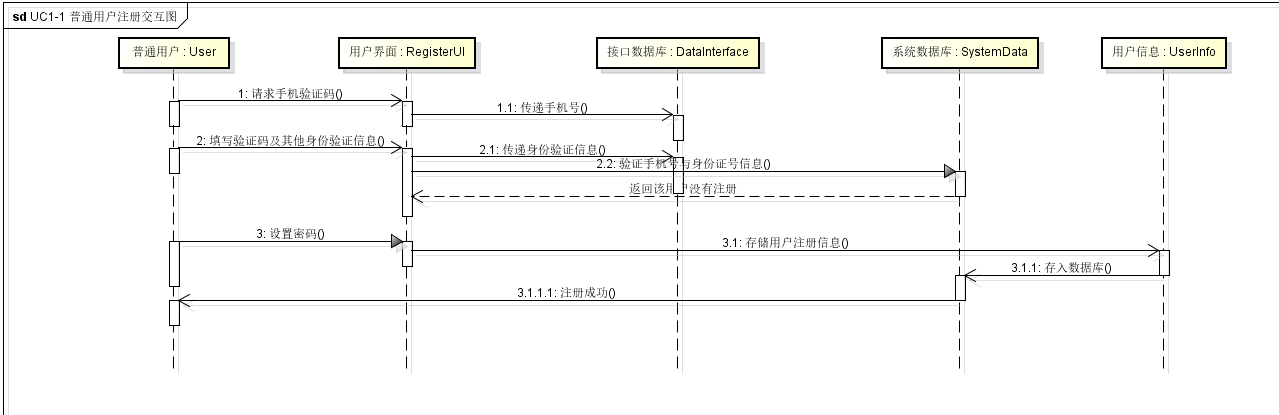 sd UC1-1 普通用户注册交互图
普通用户 : User
用户界面 : RegisterUI
接口数据库 : DataInterface
系统数据库 : SystemData
用户信息 : UserInfo
1: 请求手机验证码()
1.1: 传递手机号()
2: 填写验证码及其他身份验证信息()
2.1: 传递身份验证信息()
2.2: 验证手机号与身份证号信息()
返回该用户没有注册
3: 设置密码()
3.1: 存储用户注册信息()
3.1.1: 存入数据库()
3.1.1.1: 注册成功()